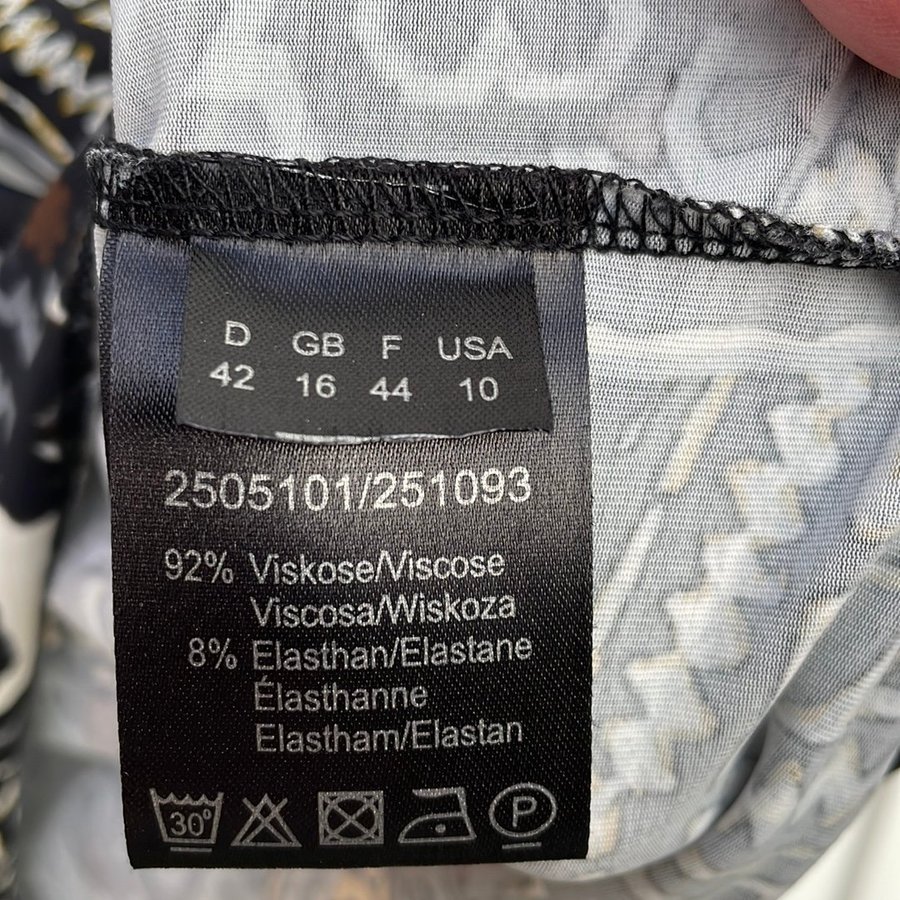 D GB F USA
42 16 44 10
2505101/251093
92% Viskose/Viscose
Viscosa/Wiskoza
8% Elasthan/Elastane
Élasthanne
Elastham/Elastan
30° P